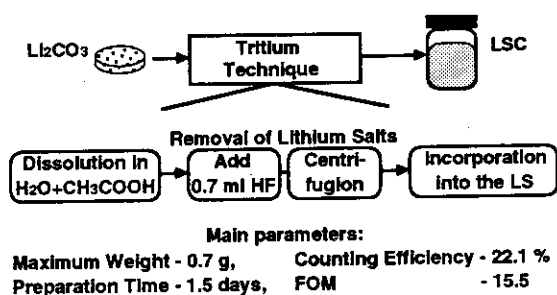 Li₂CO₃
Tritium
Technique
LSC
Removal of Lithium Salts
Dissolution in
H₂O+CH3COOH
Add
0.7 ml HF
Centri-
fugion
Incorporation
into the LS
Main parameters:
Maximum Weight - 0.7 g, Counting Efficiency - 22.1 %
Preparation Time - 1.5 days, FOM - 15.5